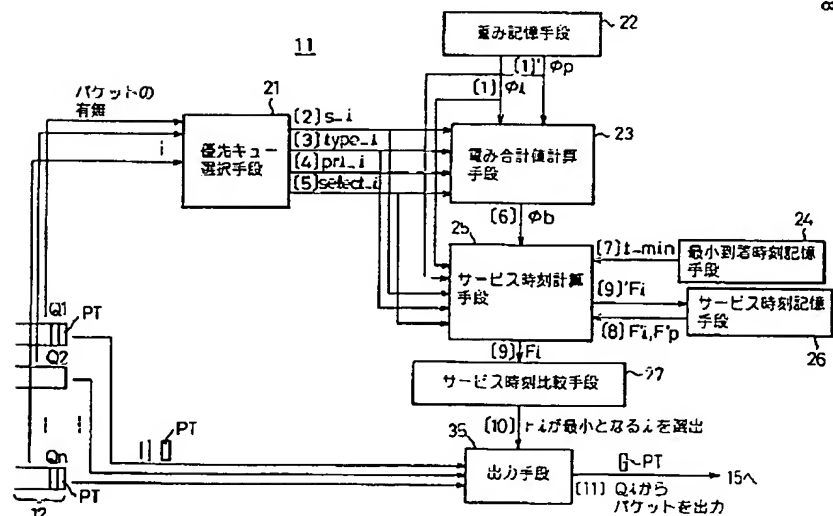 11
重み記憶手段
22
[1]
φi
[1]'
φp
パケットの
有無
i
21
優先キュー
選択手段
[2] s-i
[3] type-i
[4] pri-i
[5] select-i
23
重み合計値計算
手段
[6] φb
25
サービス時刻計算
手段
[7] t-min
24
最小到着時刻記憶
手段
[9]'Fi
[8] F'i,F'p
サービス時刻記憶
手段
26
[9] Fi
サービス時刻比較手段
27
[10] Fiが最小となるiを選出
35
出力手段
PT
15へ
[11] Qiから
パケットを出力
Q1
PT
Q2
PT
Qn
PT
12